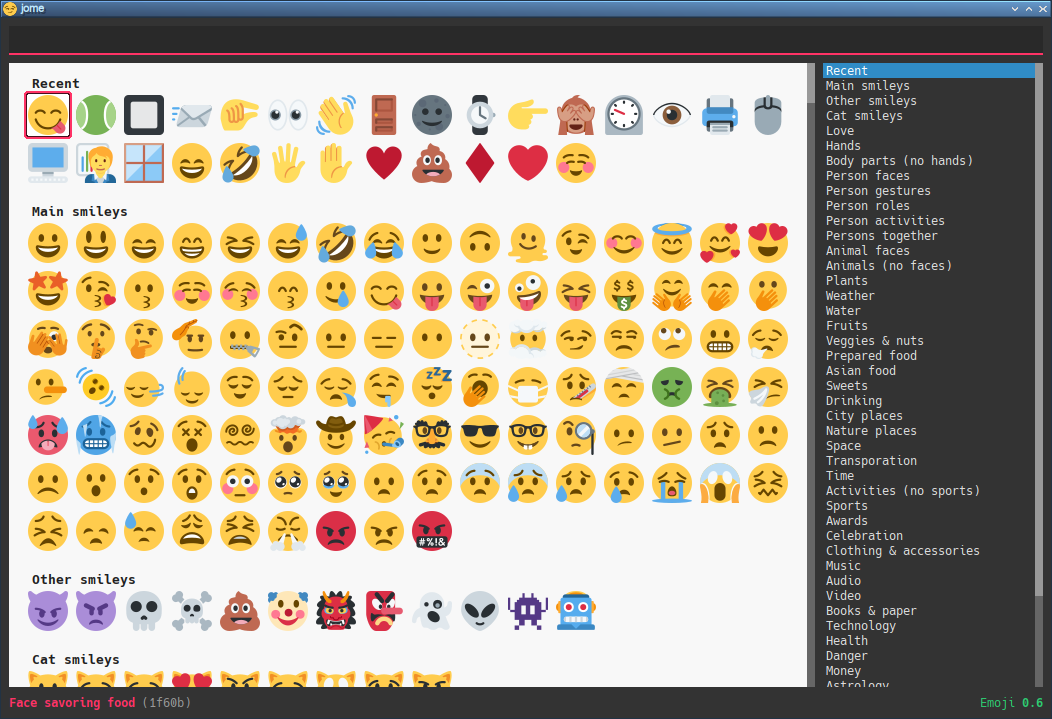 jome
Recent
Main smileys
Other smileys
Cat smileys
Recent
Main smileys
Other smileys
Cat smileys
Love
Hands
Body parts (no hands)
Person faces
Person gestures
Person roles
Person activities
Persons together
Animal faces
Animals (no faces)
Plants
Weather
Water
Fruits
Veggies & nuts
Prepared food
Asian food
Sweets
Drinking
City places
Nature places
Space
Transporation
Time
Activities (no sports)
Sports
Awards
Celebration
Clothing & accessories
Music
Audio
Video
Books & paper
Technology
Health
Danger
Money
Astrology
Face savoring food (1f60b)
Emoji 0.6